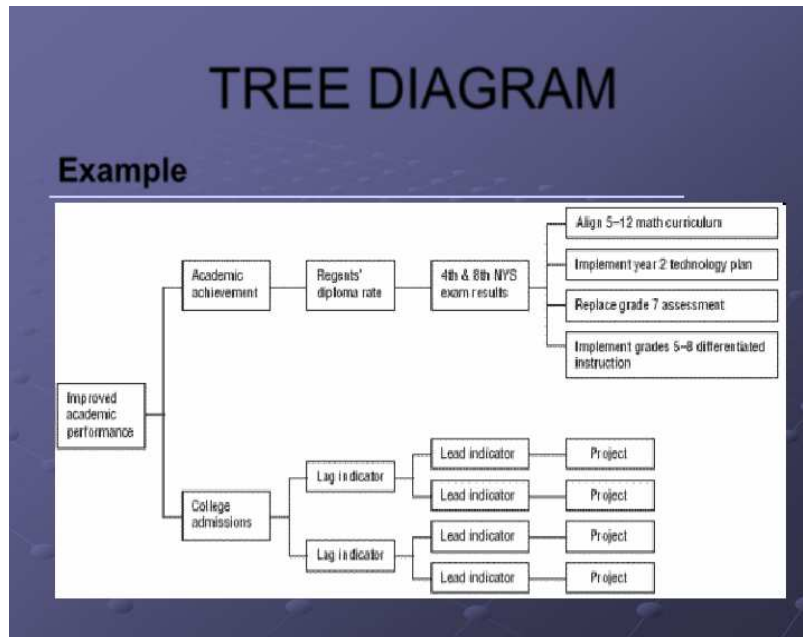 TREE DIAGRAM
Example
Align 5–12 math curriculum
Academic
achievement
Regents'
diploma rate
4th & 8th NYS
exam results
Implement year 2 technology plan
Replace grade 7 assessment
Implement grades 5–8 differentiated
instruction
Improved
academic
performance
College
admissions
Lag indicator
Lead indicator
Project
Lead indicator
Project
Lag indicator
Lead indicator
Project
Lead indicator
Project